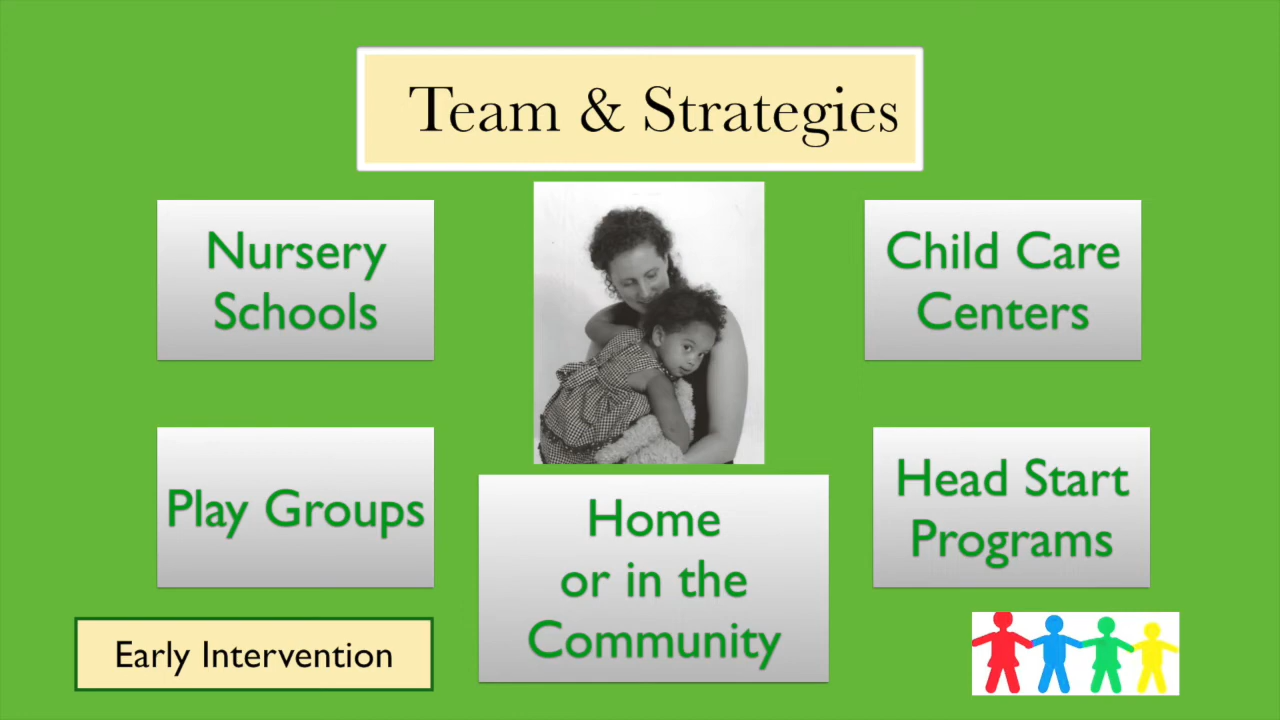 Team & Strategies
Nursery
Schools
Child Care
Centers
Play Groups
Home
or in the
Community
Head Start
Programs
Early Intervention